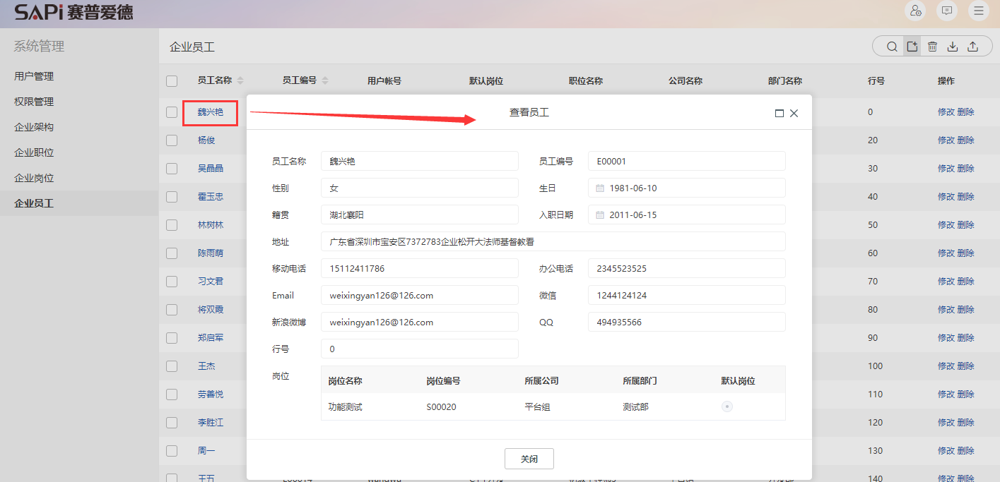 SAPi 赛普爱德
系统管理
用户管理
权限管理
企业架构
企业职位
企业岗位
企业员工
企业员工
员工名称 员工编号 用户帐号 默认岗位 职位名称 公司名称 部门名称 行号 操作
魏兴艳 0 修改 删除
杨俊 20 修改 删除
吴晶晶 30 修改 删除
霍玉忠 40 修改 删除
林树林 50 修改 删除
陈雨萌 60 修改 删除
习文君 70 修改 删除
将双霞 80 修改 删除
郑启军 90 修改 删除
王杰 100 修改 删除
劳善悦 110 修改 删除
李胜江 120 修改 删除
周一 130 修改 删除
王五 140 修改 删除
查看员工
员工名称 魏兴艳 员工编号 E00001
性别 女 生日 1981-06-10
籍贯 湖北襄阳 入职日期 2011-06-15
地址 广东省深圳市宝安区7372783企业松开大法师基督教看
移动电话 15112411786 办公电话 2345523525
Email weixingyan126@126.com 微信 1244124124
新浪微博 weixingyan126@126.com QQ 494935566
行号 0
岗位 岗位名称 岗位编号 所属公司 所属部门 默认岗位
功能测试 S00020 平台组 测试部
关闭